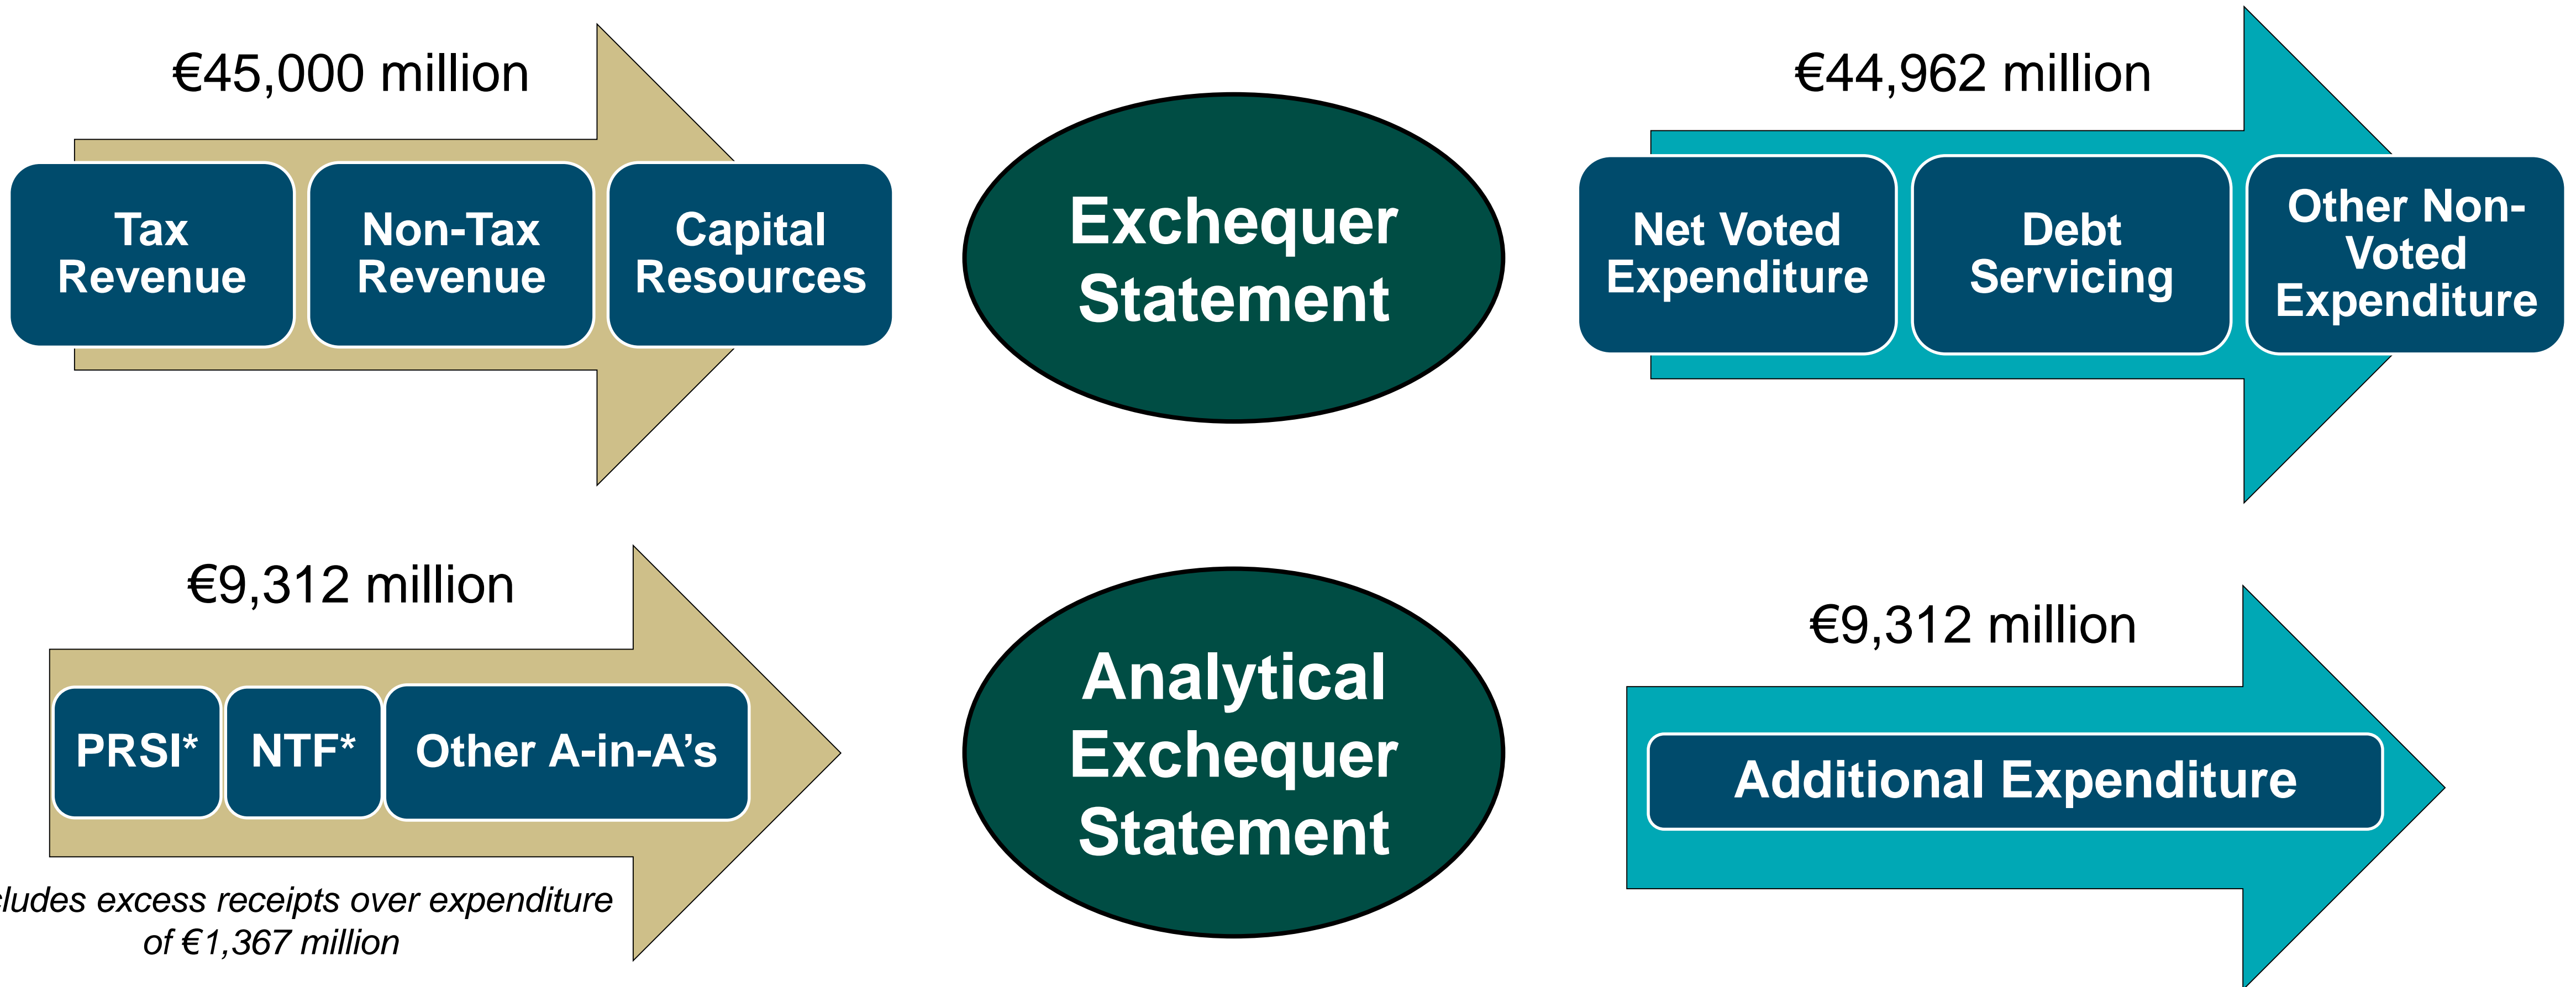 €45,000 million
Tax
Revenue
Non-Tax
Revenue
Capital
Resources
Exchequer
Statement
€44,962 million
Net Voted
Expenditure
Debt
Servicing
Other Non-
Voted
Expenditure
€9,312 million
PRSI*
NTF*
Other A-in-A’s
excess receipts over expenditure
of €1,367 million
Analytical
Exchequer
Statement
€9,312 million
Additional Expenditure